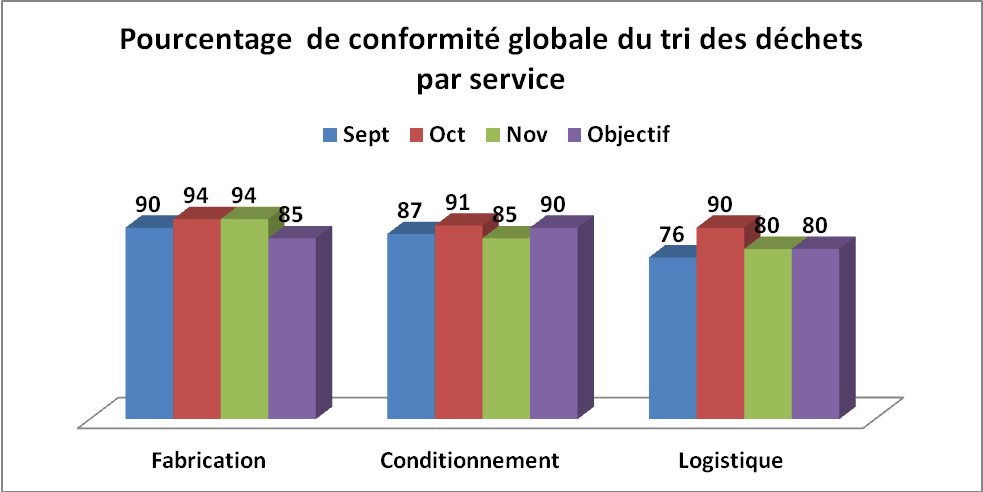 Pourcentage de conformité globale du tri des déchets
par service
Sept Oct Nov Objectif
90 94 94 85 87 91 85 90 76 90 80 80
Fabrication Conditionnement Logistique